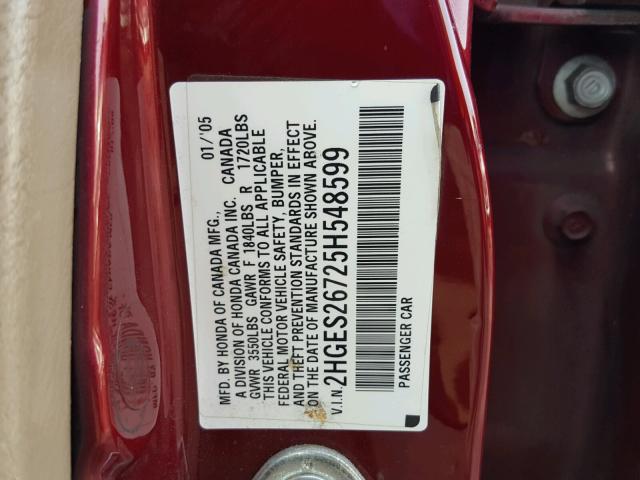 MFD. BY HONDA OF CANADA MFG., 01/'05
A DIVISION OF HONDA CANADA INC. CANADA
GVWR 3550LBS GAWR F 1840LBS R 1720LBS
THIS VEHICLE CONFORMS TO ALL APPLICABLE
FEDERAL MOTOR VEHICLE SAFETY, BUMPER,
AND THEFT PREVENTION STANDARDS IN EFFECT
ON THE DATE OF MANUFACTURE SHOWN ABOVE.
V.I.N. 2HGES26725H548599
PASSENGER CAR